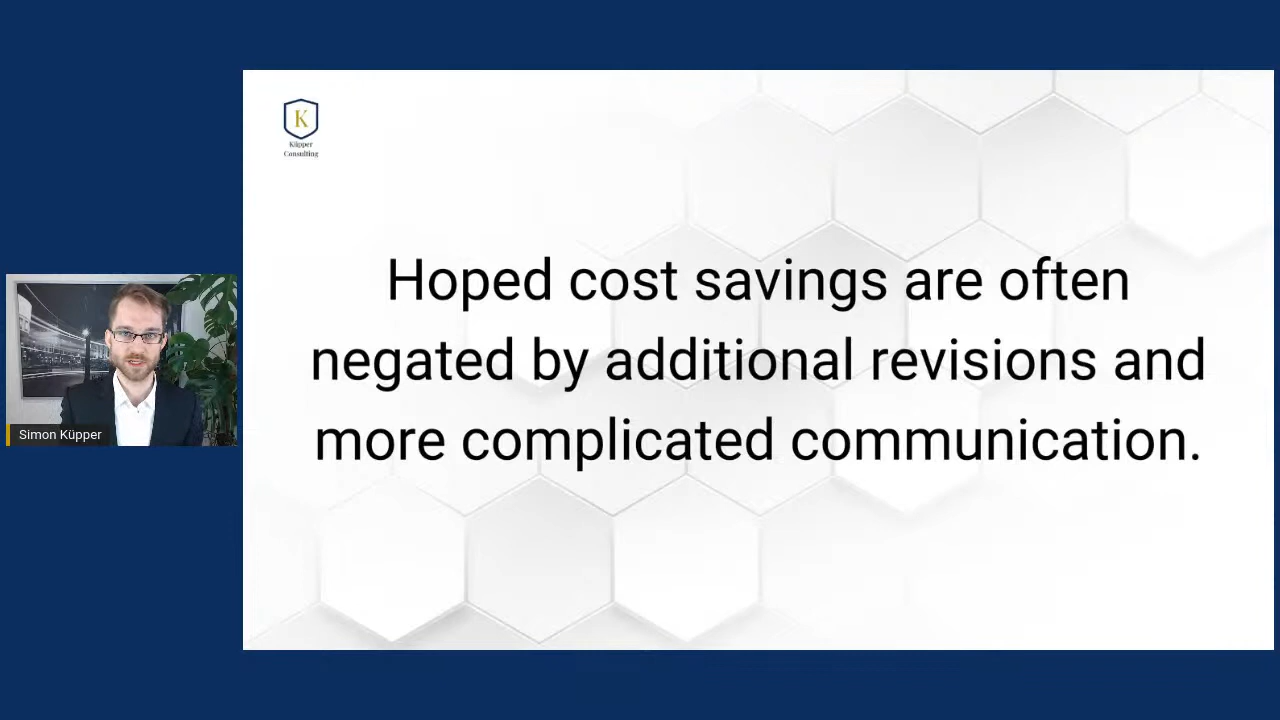 K
Küpper
Consulting
Hoped cost savings are often
negated by additional revisions and
more complicated communication.
Simon Küpper